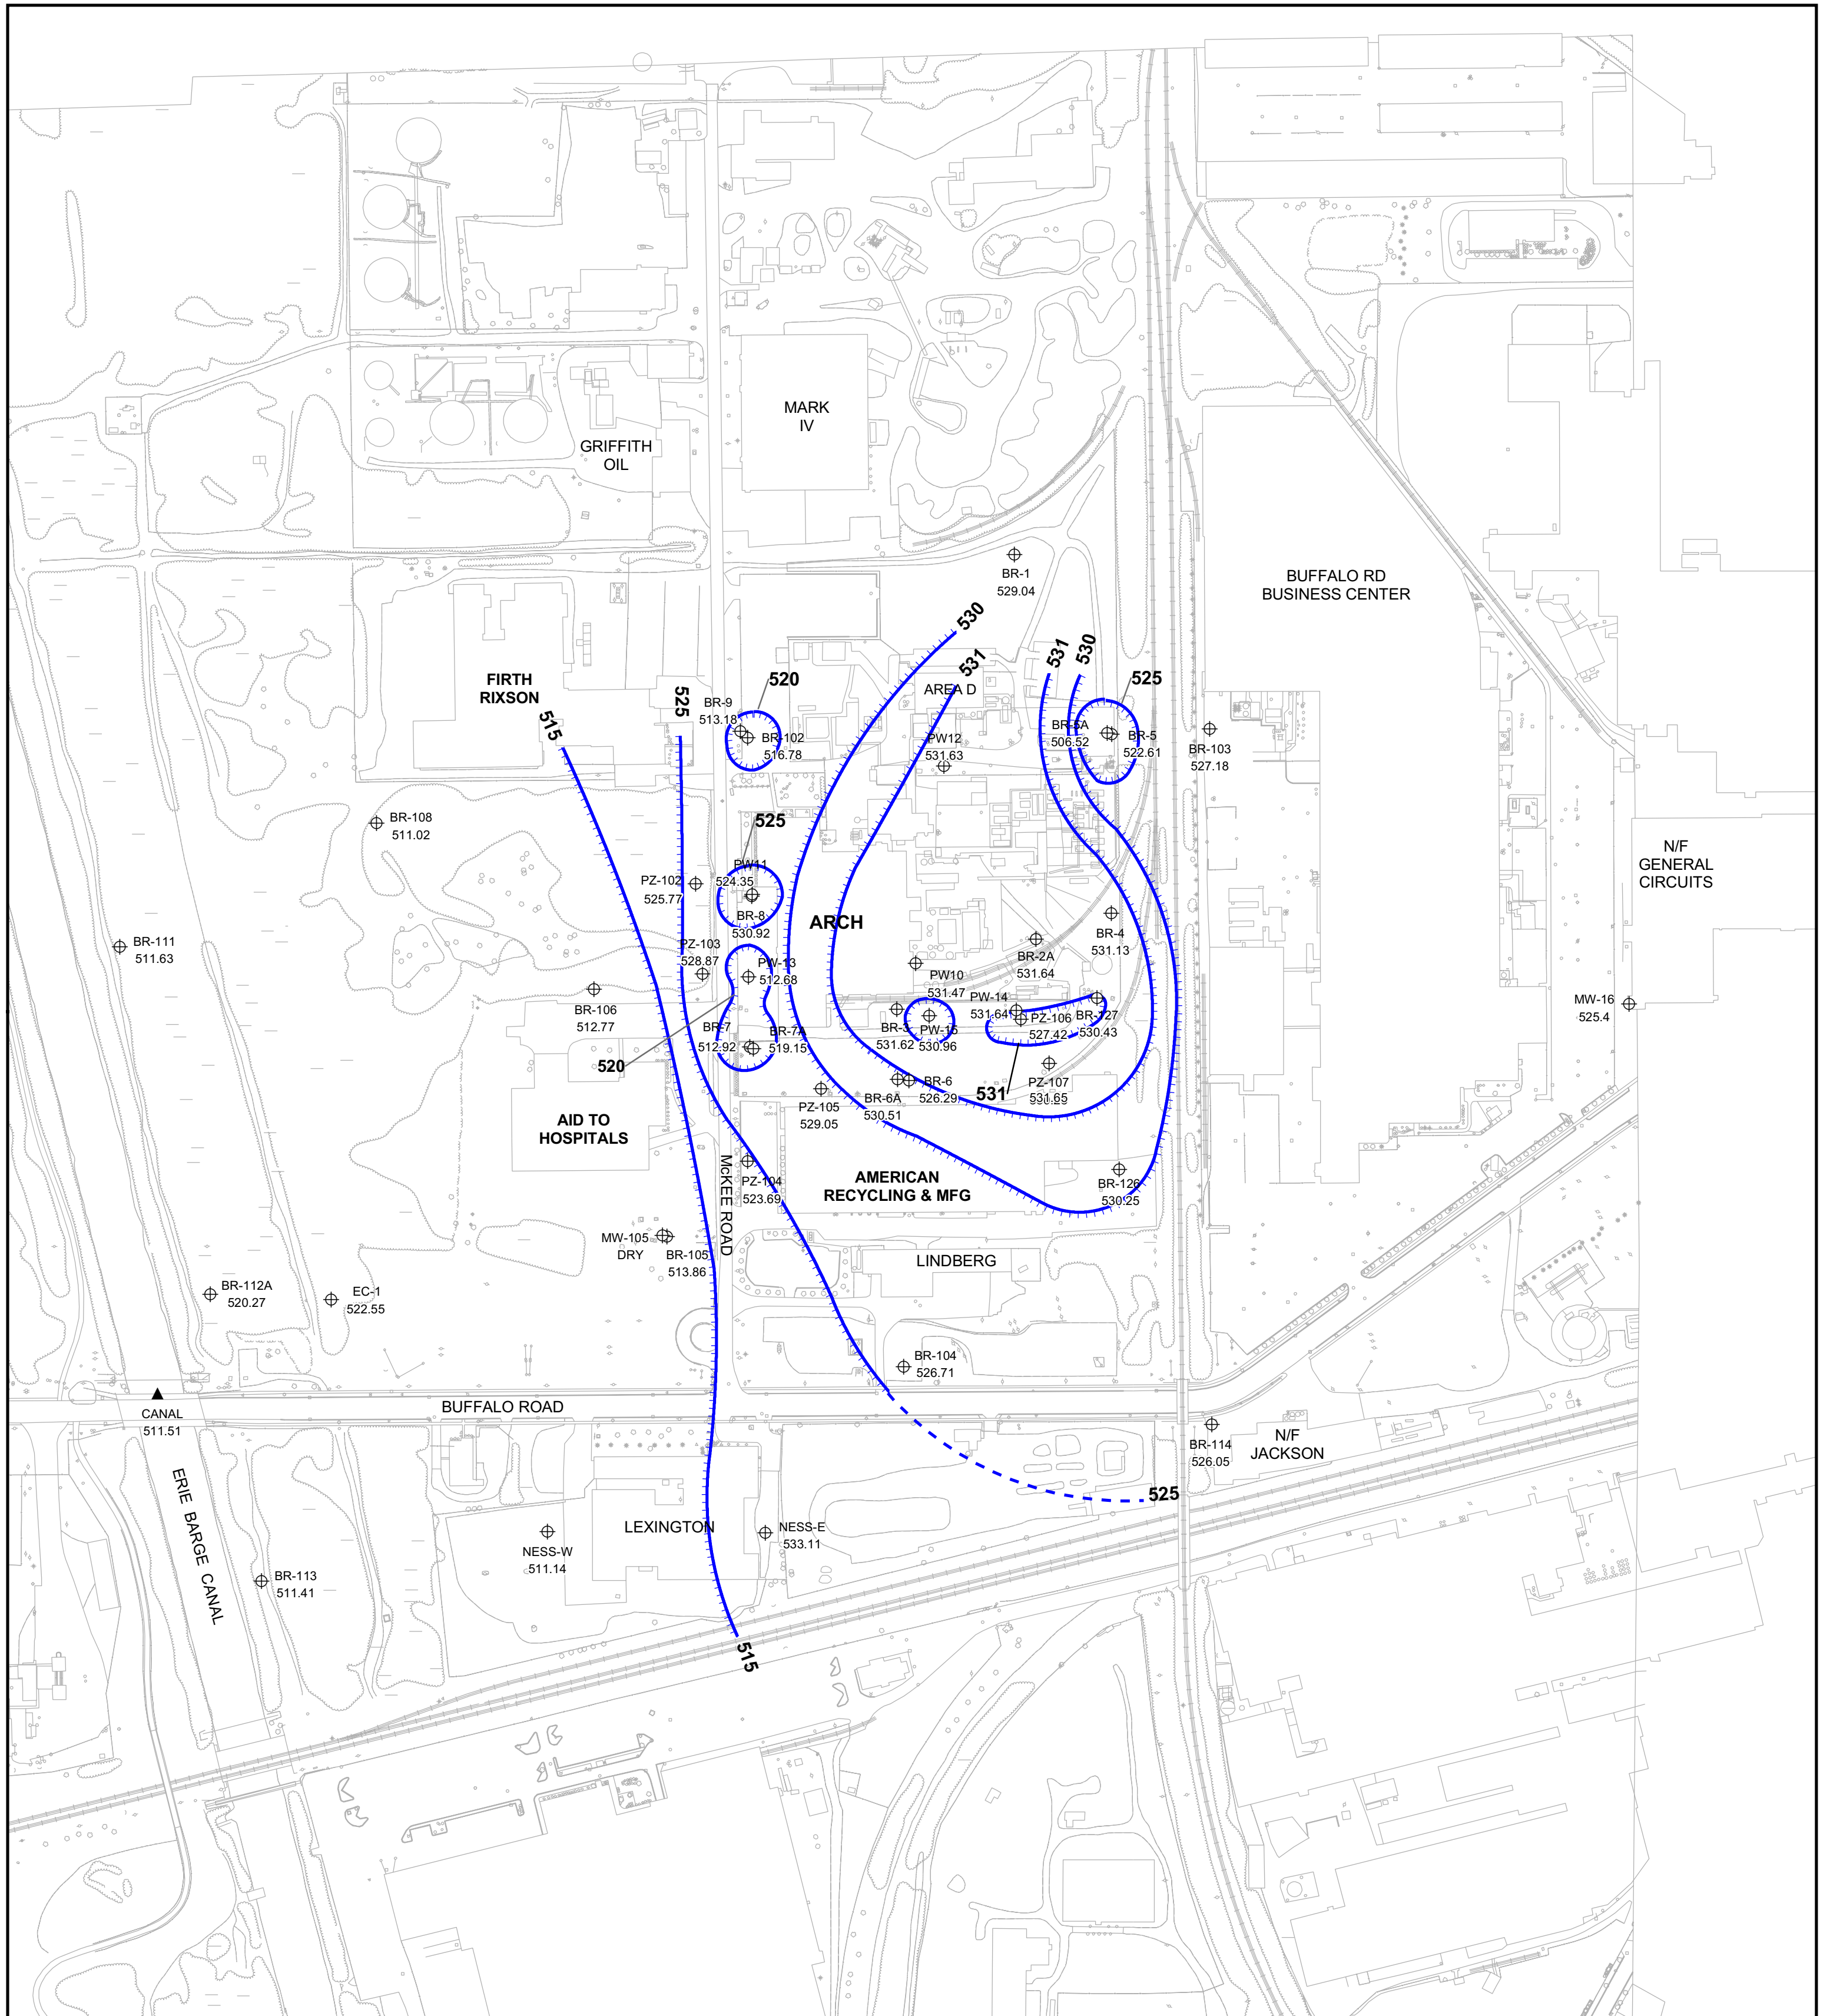 MARK
IV
GRIFFITH
OIL
BR-1
529.04
BUFFALO RD
BUSINESS CENTER
530
531
531
530
FIRTH
RIXSON
515
525
520
AREA D
525
BR-9
513.18
BR-102
516.78
PW12
531.63
BR-5A
506.52
BR-5
522.61
BR-103
527.18
BR-108
511.02
525
PW11
524.35
PZ-102
525.77
BR-8
530.92
ARCH
N/F
GENERAL
CIRCUITS
BR-4
531.13
BR-111
511.63
PZ-103
528.87
PW-13
512.68
BR-2A
531.64
PW10
531.47
BR-106
512.77
PW-14
531.64
PZ-106
527.42
BR-127
530.43
MW-16
525.4
BR-3
531.62
PW-15
530.96
BR-7
512.92
BR-7A
519.15
520
PZ-107
531.65
BR-6
526.29
531
BR-6A
530.51
PZ-105
529.05
AID TO
HOSPITALS
McKEE ROAD
PZ-104
523.69
AMERICAN
RECYCLING & MFG
BR-126
530.25
MW-105
DRY
BR-105
513.86
LINDBERG
BR-112A
520.27
EC-1
522.55
BR-104
526.71
CANAL
511.51
BUFFALO ROAD
BR-114
526.05
N/F
JACKSON
525
ERIE BARGE CANAL
LEXINGTON
NESS-E
533.11
NESS-W
511.14
BR-113
511.41
515